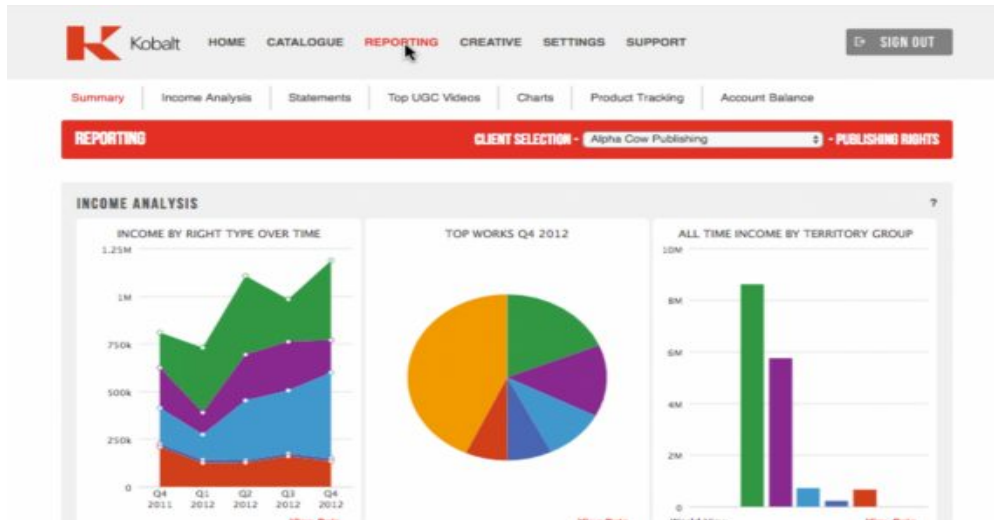 Kobalt HOME CATALOGUE REPORTING CREATIVE SETTINGS SUPPORT SIGN OUT
Summary Income Analysis Statements Top UGC Videos Charts Product Tracking Account Balance
REPORTING CLIENT SELECTION - Alpha Cow Publishing - PUBLISHING RIGHTS
INCOME ANALYSIS ?
INCOME BY RIGHT TYPE OVER TIME
1.25M
1M
750k
500k
250k
0
Q4 Q1 Q2 Q3 Q4
2011 2012 2012 2012 2012
TOP WORKS Q4 2012
ALL TIME INCOME BY TERRITORY GROUP
10M
8M
6M
4M
2M
0